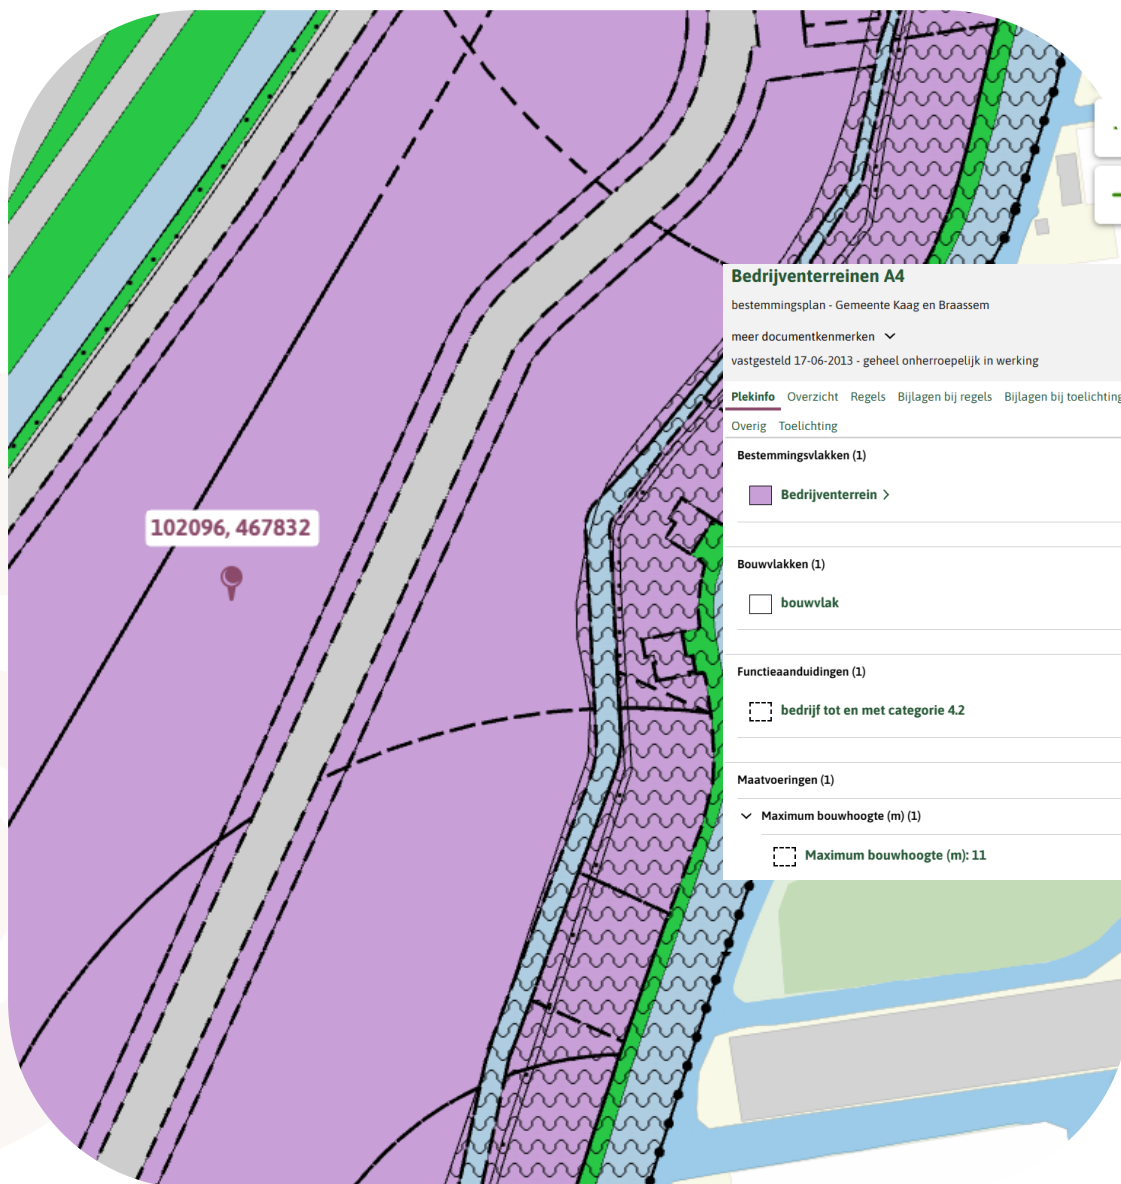 102096, 467832
Bedrijventerreinen A4
bestemmingsplan - Gemeente Kaag en Braassem
meer documentkenmerken
vastgesteld 17-06-2013 - geheel onherroepelijk in werking
Plekinfo Overzicht Regels Bijlagen bij regels Bijlagen bij toelichting
Overig Toelichting
Bestemmingsvlakken (1)
Bedrijventerrein >
Bouwvlakken (1)
bouwvlak
Functieaanduidingen (1)
bedrijf tot en met categorie 4.2
Maatvoeringen (1)
Maximum bouwhoogte (m) (1)
Maximum bouwhoogte (m): 11